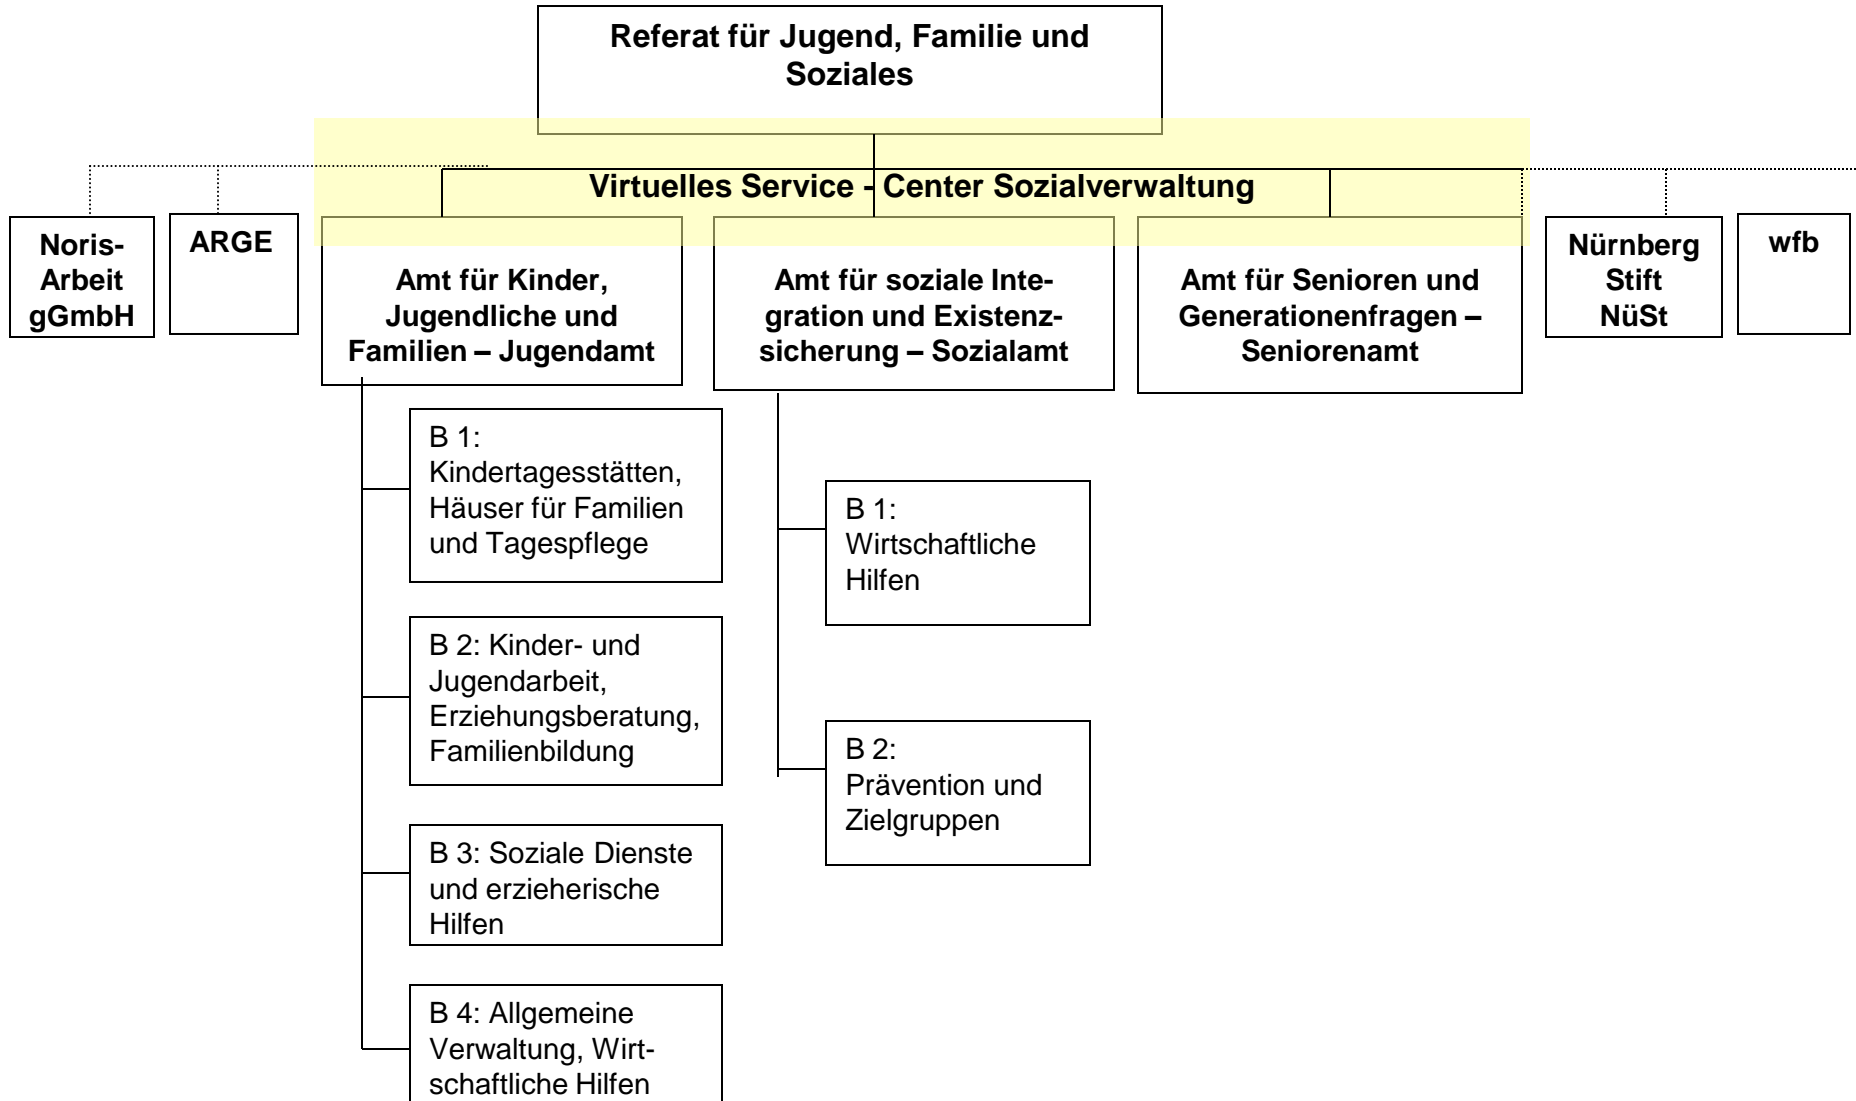 Referat für Jugend, Familie und
Soziales
Virtuelles Service - Center Sozialverwaltung
Noris-
Arbeit
gGmbH
ARGE
Amt für Kinder,
Jugendliche und
Familien – Jugendamt
Amt für soziale Inte-
gration und Existenz-
sicherung – Sozialamt
Amt für Senioren und
Generationenfragen –
Seniorenamt
Nürnberg
Stift
NüSt
wfb
B 1:
Kindertagesstätten,
Häuser für Familien
und Tagespflege
B 2: Kinder- und
Jugendarbeit,
Erziehungsberatung,
Familienbildung
B 3: Soziale Dienste
und erzieherische
Hilfen
B 4: Allgemeine
Verwaltung, Wirt-
schaftliche Hilfen
B 1:
Wirtschaftliche
Hilfen
B 2:
Prävention und
Zielgruppen